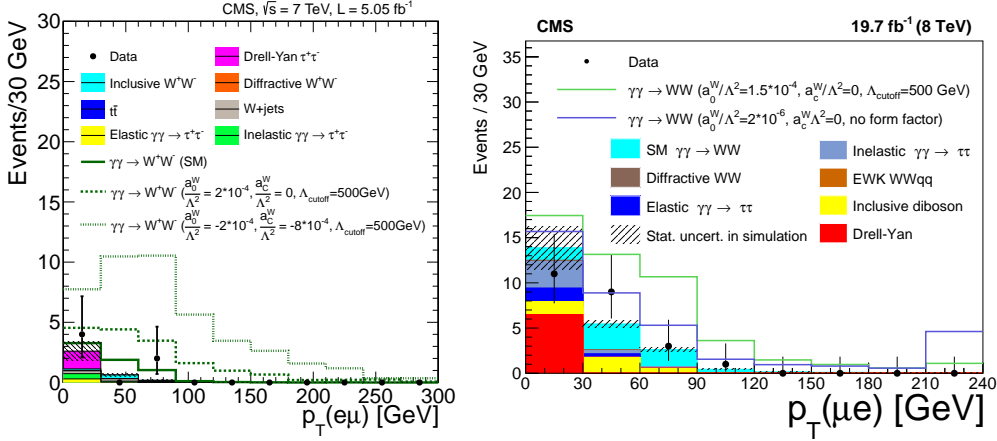 CMS, √s = 7 TeV, L = 5.05 fb⁻¹
Events/30 GeV
30
25
20
15
10
5
0
Data
Drell-Yan τ⁺τ⁻
Inclusive W⁺W⁻
Diffractive W⁺W⁻
tt̄
W+jets
Elastic γγ → τ⁺τ⁻
Inelastic γγ → τ⁺τ⁻
γγ → W⁺W⁻ (SM)
γγ → W⁺W⁻ (a₀ᵂ/Λ² = 2*10⁻⁴, a_Cᵂ/Λ² = 0, Λcutoff=500GeV)
γγ → W⁺W⁻ (a₀ᵂ/Λ² = -2*10⁻⁴, a_Cᵂ/Λ² = -8*10⁻⁴, Λcutoff=500GeV)
0 50 100 150 200 250 300
p_T(eμ) [GeV]
CMS 19.7 fb⁻¹ (8 TeV)
Events / 30 GeV
35
30
25
20
15
10
5
0
Data
γγ → WW (a₀ᵂ/Λ²=1.5*10⁻⁴, a_cᵂ/Λ²=0, Λcutoff=500 GeV)
γγ → WW (a₀ᵂ/Λ²=2*10⁻⁶, a_cᵂΛ²=0, no form factor)
SM γγ → WW
Inelastic γγ → ττ
Diffractive WW
EWK WWqq
Elastic γγ → ττ
Inclusive diboson
Stat. uncert. in simulation
Drell-Yan
0 30 60 90 120 150 180 210 240
p_T(μe) [GeV]